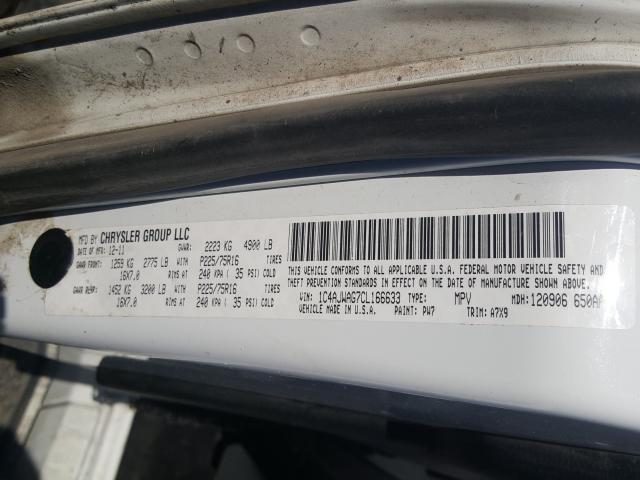 MFD BY CHRYSLER GROUP LLC
DATE OF MFR: 12-11 GVWR: 2223 KG 4900 LB
GAWR FRONT: 1259 KG 2775 LB P225/75R16 TIRES
16X7.0 RIMS AT 240 KPA ( 35 PSI) COLD
GAWR REAR: 1452 KG 3200 LB P225/75R16 TIRES
16X7.0 RIMS AT 240 KPA ( 35 PSI) COLD
THIS VEHICLE CONFORMS TO ALL APPLICABLE U.S.A. FEDERAL MOTOR VEHICLE SAFETY AND
THEFT PREVENTION STANDARDS IN EFFECT ON THE DATE OF MANUFACTURE SHOWN ABOVE.
VIN: 1C4AJWAG7CL166633 TYPE: MPV MDH: 120906 650AA
VEHICLE MADE IN U.S.A. PAINT: PW7 TRIM: A7X9